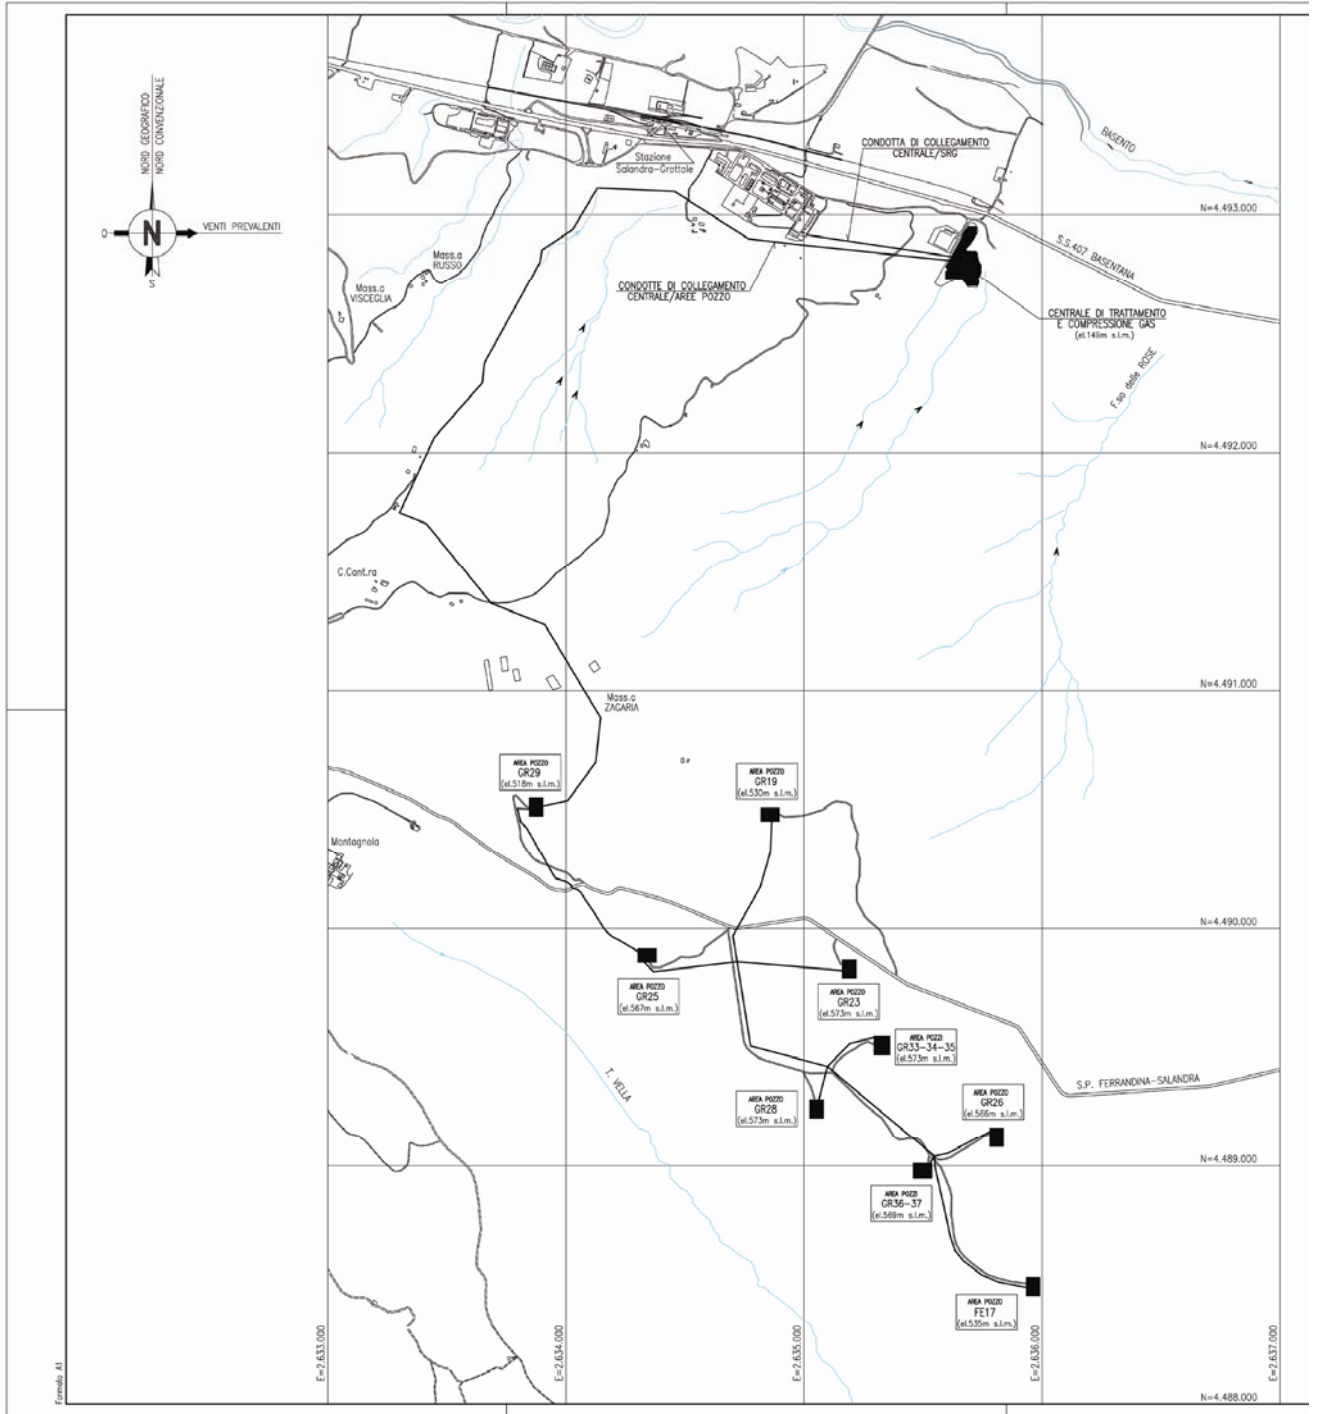 NORD GEOGRAFICO
NORD CONVENZIONALE
N
O
S
VENTI PREVALENTI
Stazione
Salandra-Grottole
CONDOTTA DI COLLEGAMENTO
CENTRALE/SRG
BASENTO
N=4.493.000
S.S.407 BASENTANA
Mass.a
RUSSO
Mass.a
VISCEGLIA
CONDOTTE DI COLLEGAMENTO
CENTRALE/AREE POZZO
CENTRALE DI TRATTAMENTO
E COMPRESSIONE GAS
(el.149m s.l.m.)
F.so delle ROSE
N=4.492.000
C.Cant.ra
N=4.491.000
Mass.a
ZAGARIA
AREA POZZO
GR29
(el.518m s.l.m.)
AREA POZZO
GR19
(el.530m s.l.m.)
Montagnola
N=4.490.000
AREA POZZO
GR25
(el.567m s.l.m.)
AREA POZZO
GR23
(el.573m s.l.m.)
AREA POZZI
GR33-34-35
(el.573m s.l.m.)
T. VELLA
S.P. FERRANDINA-SALANDRA
AREA POZZO
GR28
(el.573m s.l.m.)
AREA POZZO
GR26
(el.566m s.l.m.)
N=4.489.000
AREA POZZI
GR36-37
(el.569m s.l.m.)
AREA POZZO
FE17
(el.535m s.l.m.)
E=2.633.000
E=2.634.000
E=2.635.000
E=2.636.000
E=2.637.000
N=4.488.000
Formato A1